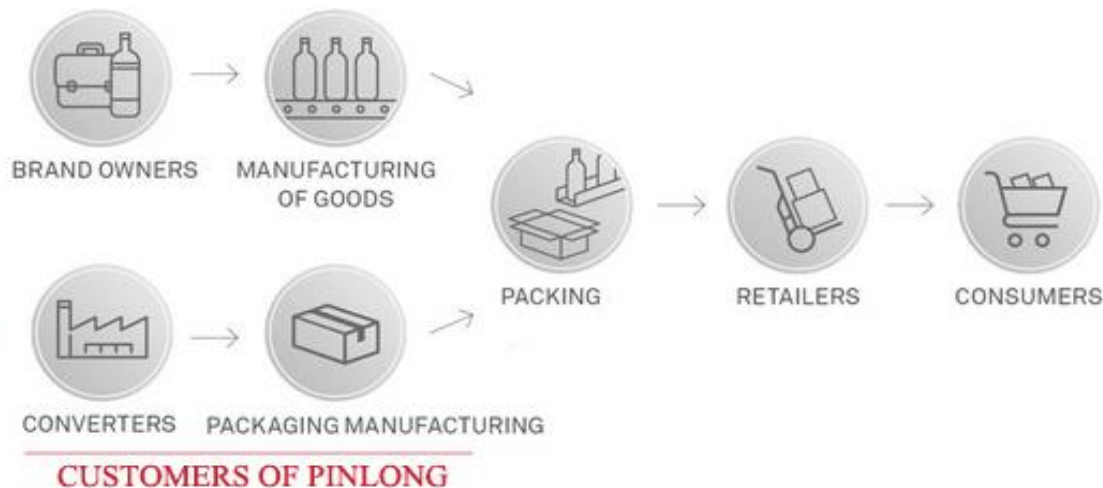 BRAND OWNERS
MANUFACTURING
OF GOODS
PACKING
RETAILERS
CONSUMERS
CONVERTERS
PACKAGING MANUFACTURING
CUSTOMERS OF PINLONG